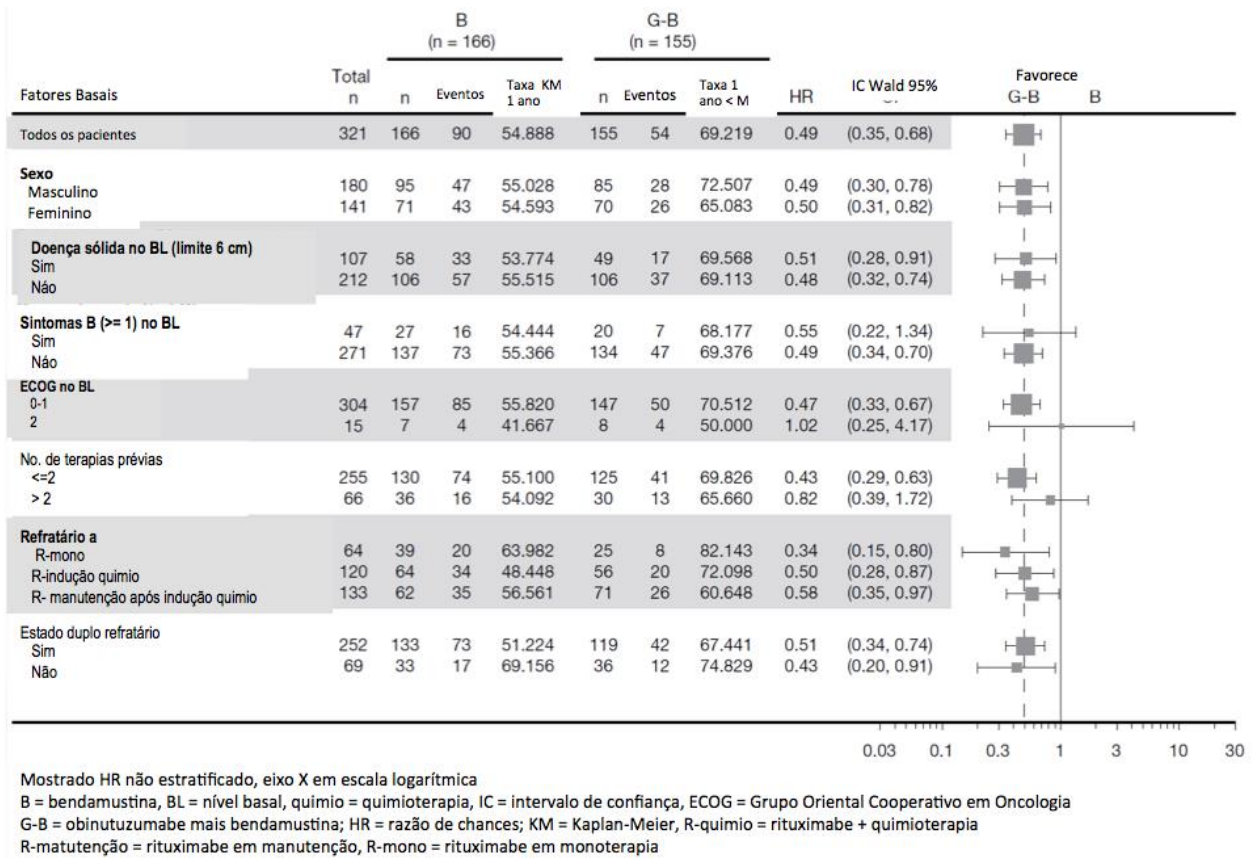 B G-B
(n = 166) (n = 155)
Fatores Basais Total n n Eventos Taxa KM 1 ano n Eventos Taxa 1 ano < M HR IC Wald 95% Favorece G-B B
Todos os pacientes 321 166 90 54.888 155 54 69.219 0.49 (0.35, 0.68)
Sexo
Masculino 180 95 47 55.028 85 28 72.507 0.49 (0.30, 0.78)
Feminino 141 71 43 54.593 70 26 65.083 0.50 (0.31, 0.82)
Doença sólida no BL (limite 6 cm)
Sim 107 58 33 53.774 49 17 69.568 0.51 (0.28, 0.91)
Náo 212 106 57 55.515 106 37 69.113 0.48 (0.32, 0.74)
Sintomas B (>= 1) no BL
Sim 47 27 16 54.444 20 7 68.177 0.55 (0.22, 1.34)
Náo 271 137 73 55.366 134 47 69.376 0.49 (0.34, 0.70)
ECOG no BL
0-1 304 157 85 55.820 147 50 70.512 0.47 (0.33, 0.67)
2 15 7 4 41.667 8 4 50.000 1.02 (0.25, 4.17)
No. de terapias prévias
<=2 255 130 74 55.100 125 41 69.826 0.43 (0.29, 0.63)
> 2 66 36 16 54.092 30 13 65.660 0.82 (0.39, 1.72)
Refratário a
R-mono 64 39 20 63.982 25 8 82.143 0.34 (0.15, 0.80)
R-indução quimio 120 64 34 48.448 56 20 72.098 0.50 (0.28, 0.87)
R- manutenção após indução quimio 133 62 35 56.561 71 26 60.648 0.58 (0.35, 0.97)
Estado duplo refratário
Sim 252 133 73 51.224 119 42 67.441 0.51 (0.34, 0.74)
Não 69 33 17 69.156 36 12 74.829 0.43 (0.20, 0.91)
0.03 0.1 0.3 1 3 10 30
Mostrado HR não estratificado, eixo X em escala logarítmica
B = bendamustina, BL = nível basal, quimio = quimioterapia, IC = intervalo de confiança, ECOG = Grupo Oriental Cooperativo em Oncologia
G-B = obinutuzumabe mais bendamustina; HR = razão de chances; KM = Kaplan-Meier, R-quimio = rituximabe + quimioterapia
R-matutenção = rituximabe em manutenção, R-mono = rituximabe em monoterapia